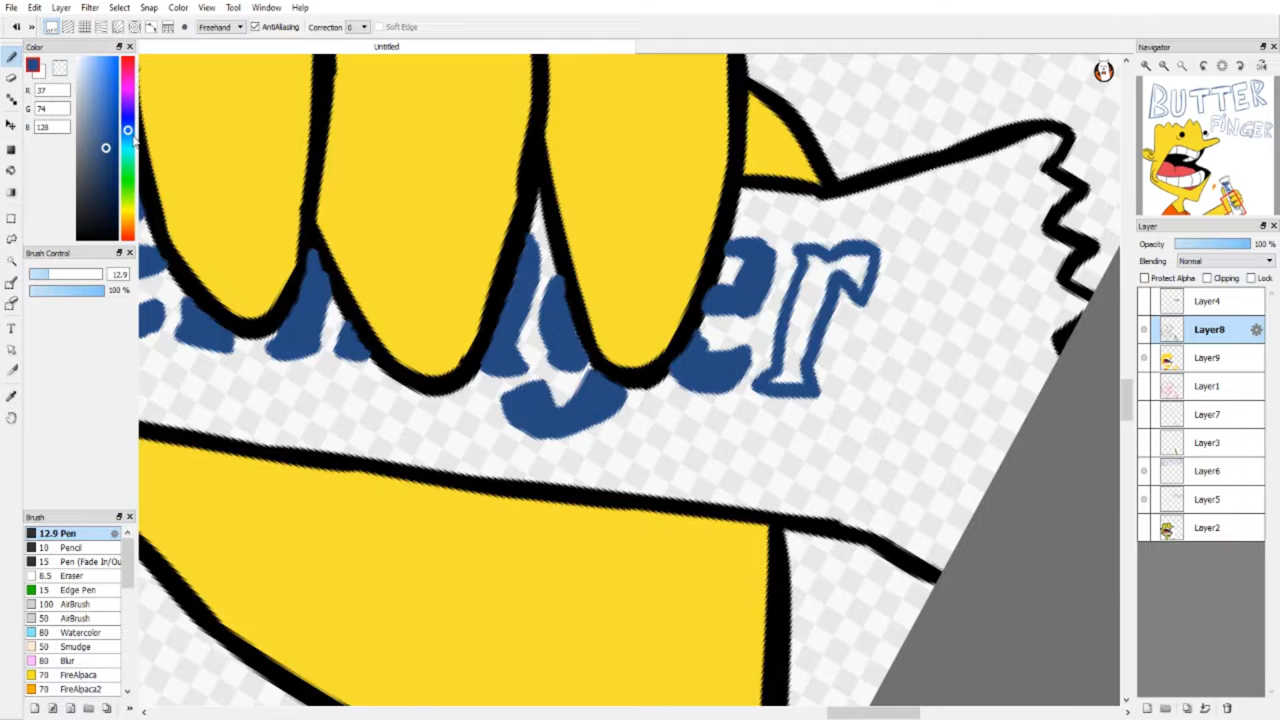 File Edit Layer Filter Select Snap Color View Tool Window Help
Freehand AntiAliasing Correction 0 Soft Edge
Color
Untitled
Navigator
R 37
G 74
B 128
BUTTER
FINGER
Layer
Opacity 100 %
Blending Normal
Protect Alpha Clipping Lock
Layer4
Layer8
Layer9
Layer1
Layer7
Layer3
Layer6
Layer5
Layer2
Brush Control
12.9
100 %
Brush
12.9 Pen
10 Pencil
15 Pen (Fade In/Ou
8.5 Eraser
15 Edge Pen
100 AirBrush
50 AirBrush
80 Watercolor
50 Smudge
80 Blur
70 FireAlpaca
70 FireAlpaca2
er